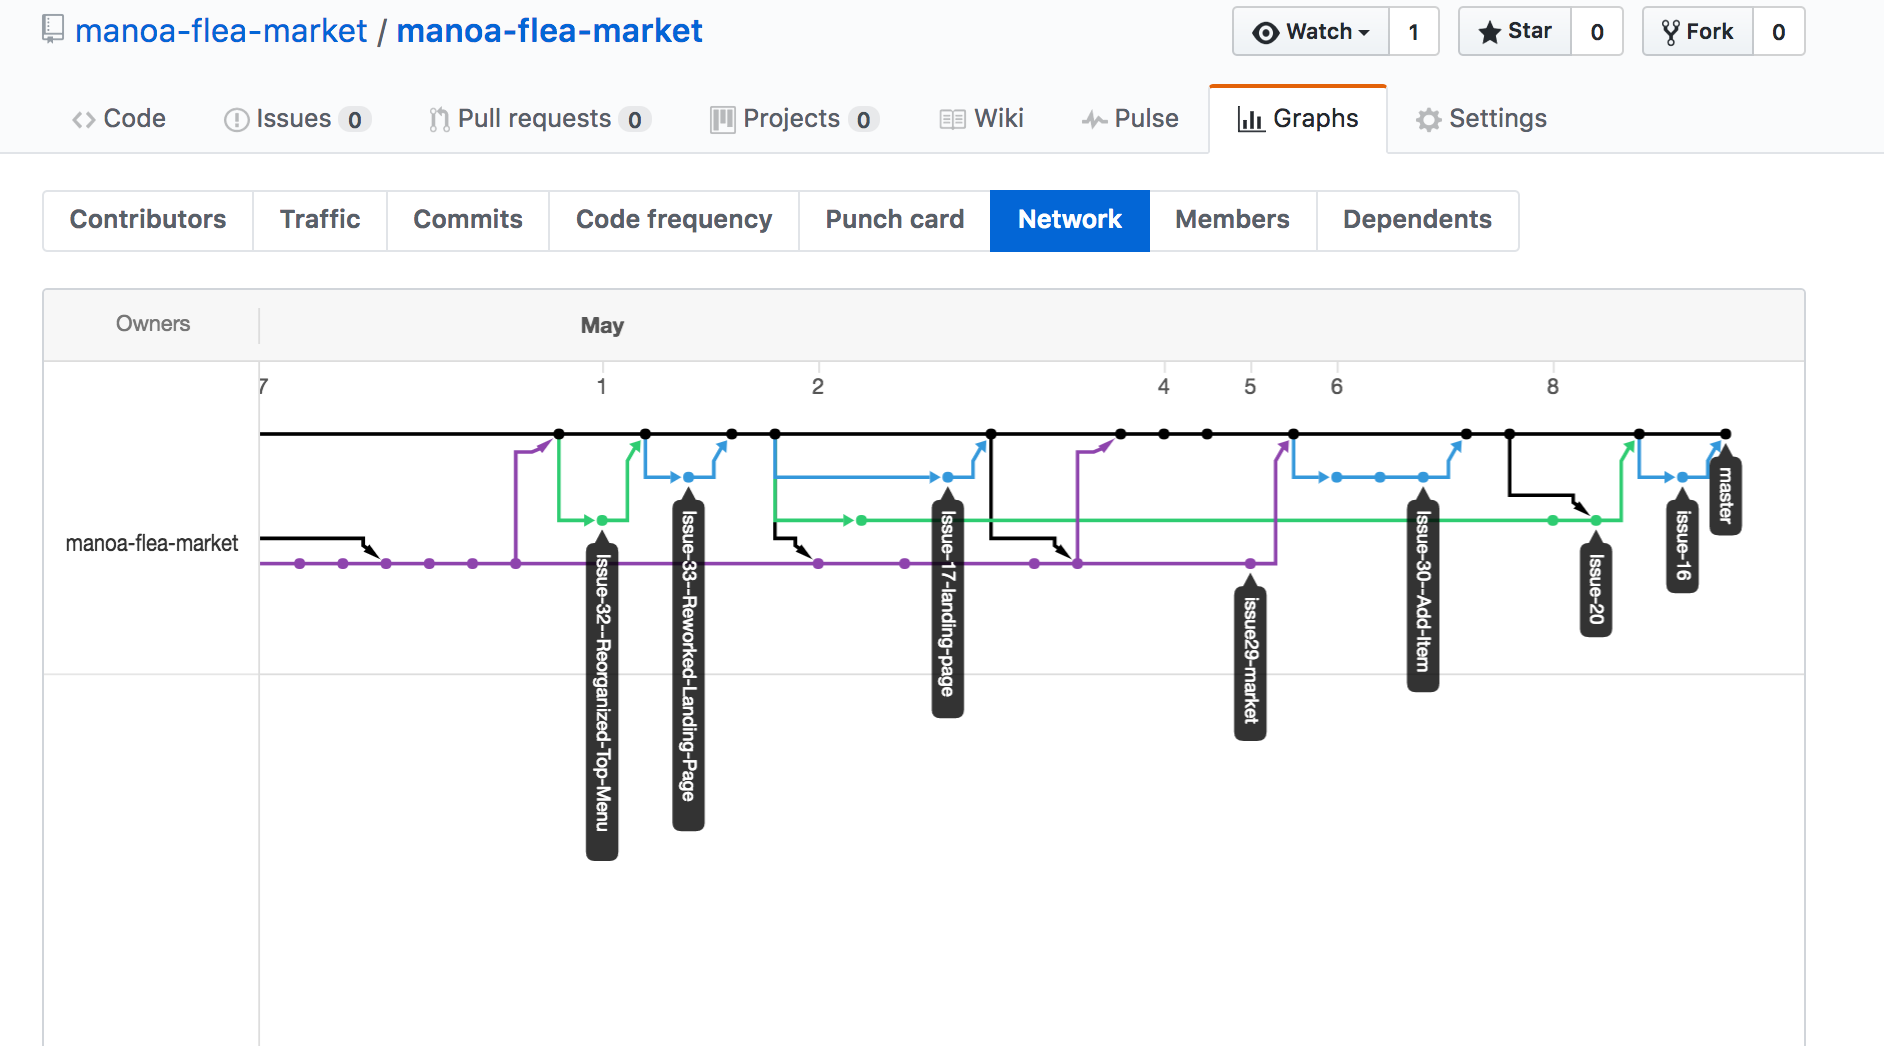 manoa-flea-market / manoa-flea-market
Watch 1 Star 0 Fork 0
Code Issues 0 Pull requests 0 Projects 0 Wiki Pulse Graphs Settings
Contributors Traffic Commits Code frequency Punch card Network Members Dependents
Owners May
7 1 2 4 5 6 8
manoa-flea-market
Issue-32--Reorganized-Top-Menu
Issue-33--Reworked-Landing-Page
Issue-17-landing-page
issue29-market
Issue-30--Add-Item
Issue-20
issue-16
master